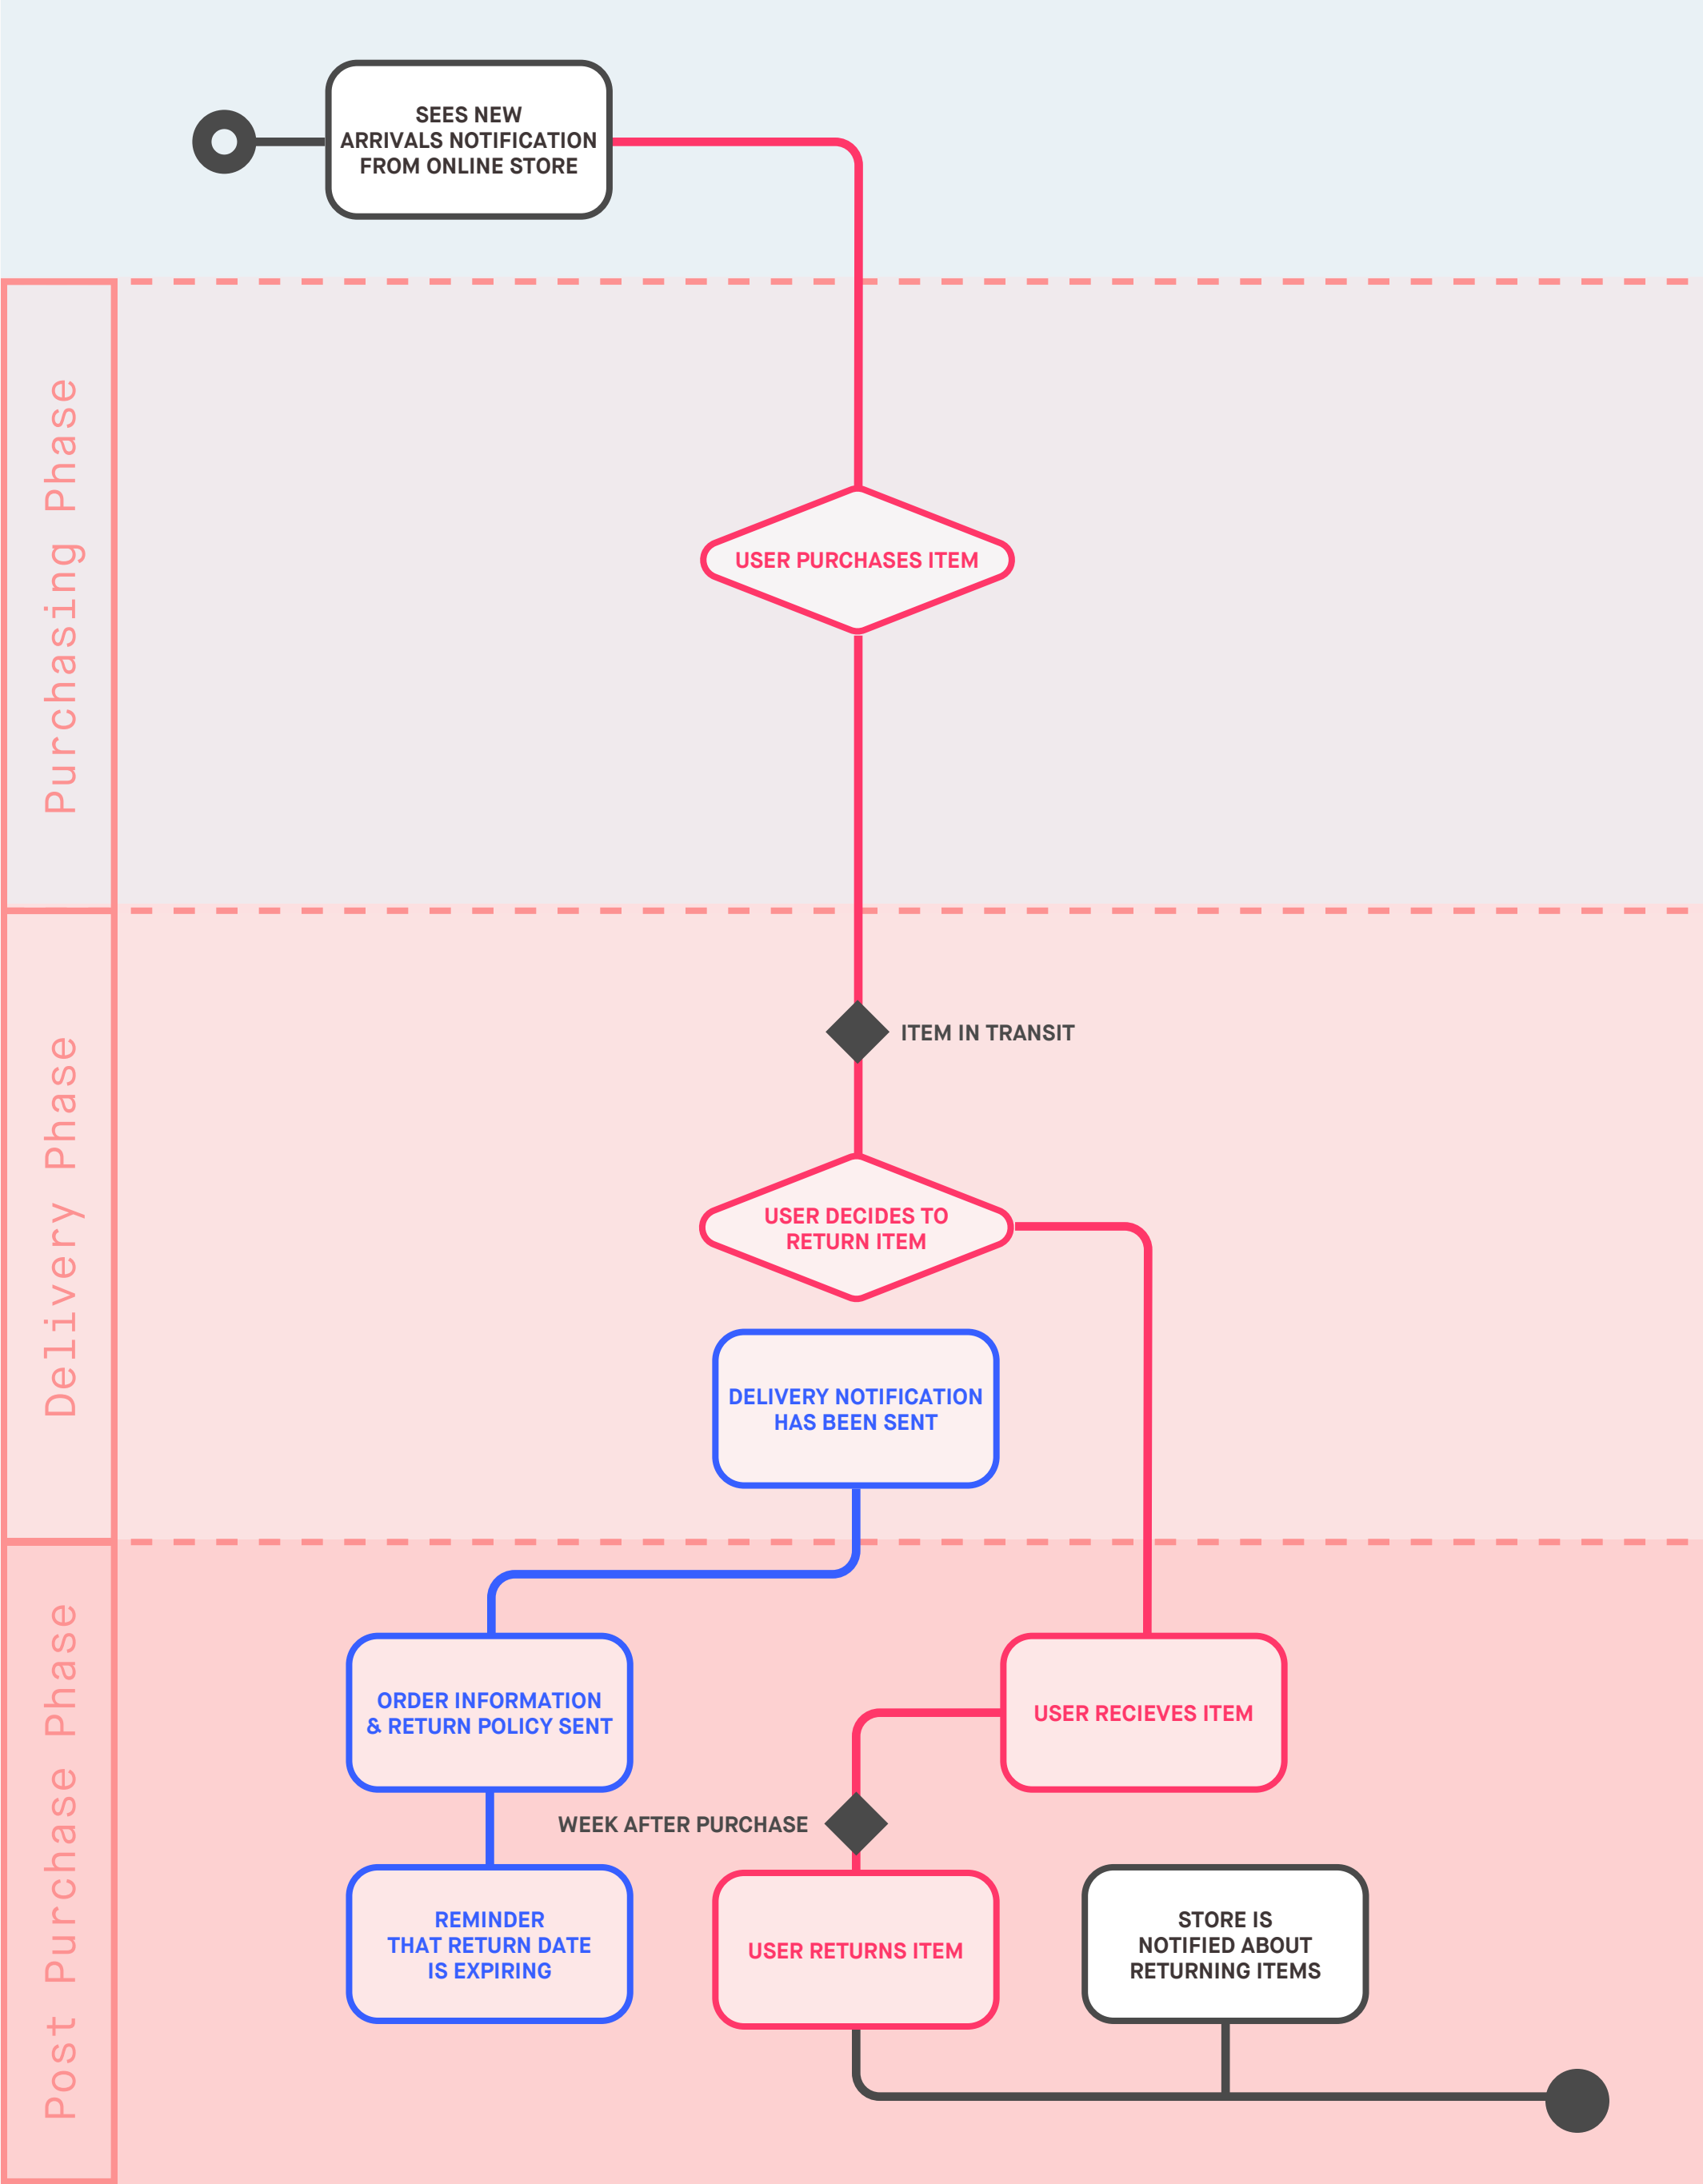 SEES NEW
ARRIVALS NOTIFICATION
FROM ONLINE STORE
Purchasing Phase
USER PURCHASES ITEM
Delivery Phase
ITEM IN TRANSIT
USER DECIDES TO
RETURN ITEM
DELIVERY NOTIFICATION
HAS BEEN SENT
Post Purchase Phase
ORDER INFORMATION
& RETURN POLICY SENT
USER RECIEVES ITEM
WEEK AFTER PURCHASE
REMINDER
THAT RETURN DATE
IS EXPIRING
USER RETURNS ITEM
STORE IS
NOTIFIED ABOUT
RETURNING ITEMS